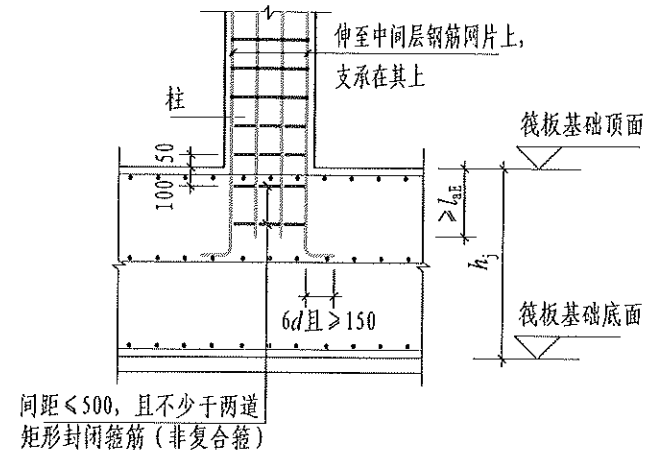 伸至中间层钢筋网片上,
支承在其上
柱
筏板基础顶面
50
100
≥laE
hj
6d且≥150
筏板基础底面
间距≤500, 且不少于两道
矩形封闭箍筋（非复合箍）